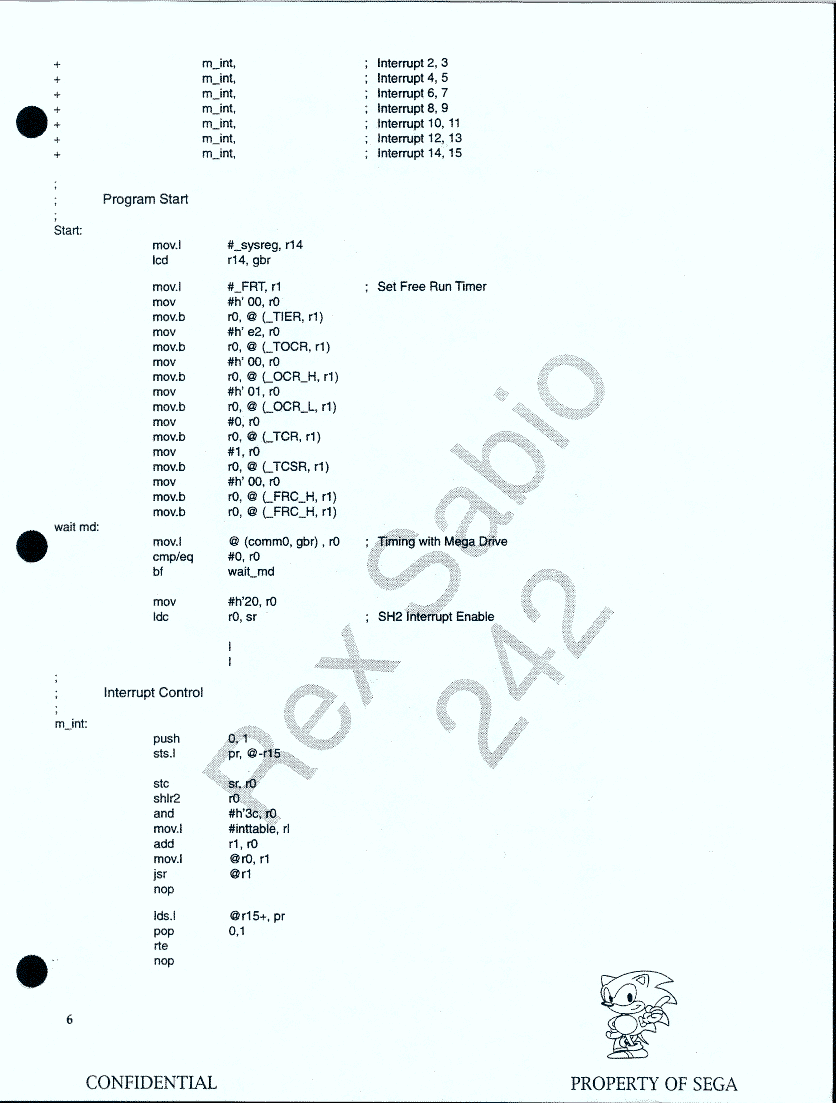 + m_int, ; Interrupt 2, 3
+ m_int, ; Interrupt 4, 5
+ m_int, ; Interrupt 6, 7
+ m_int, ; Interrupt 8, 9
+ m_int, ; Interrupt 10, 11
+ m_int, ; Interrupt 12, 13
+ m_int, ; Interrupt 14, 15
;
; Program Start
;
Start:
mov.l #_sysreg, r14
lcd r14, gbr
mov.l #_FRT, r1 ; Set Free Run Timer
mov #h' 00, r0
mov.b r0, @ (_TIER, r1)
mov #h' e2, r0
mov.b r0, @ (_TOCR, r1)
mov #h' 00, r0
mov.b r0, @ (_OCR_H, r1)
mov #h' 01, r0
mov.b r0, @ (_OCR_L, r1)
mov #0, r0
mov.b r0, @ (_TCR, r1)
mov #1, r0
mov.b r0, @ (_TCSR, r1)
mov #h' 00, r0
mov.b r0, @ (_FRC_H, r1)
mov.b r0, @ (_FRC_H, r1)
wait md:
mov.l @ (comm0, gbr) , r0 ; Timing with Mega Drive
cmp/eq #0, r0
bf wait_md
mov #h'20, r0
ldc r0, sr ; SH2 Interrupt Enable
|
|
;
; Interrupt Control
;
m_int:
push 0, 1
sts.l pr, @-r15
stc sr, r0
shlr2 r0
and #h'3c, r0
mov.l #inttable, rl
add r1, r0
mov.l @r0, r1
jsr @r1
nop
lds.l @r15+, pr
pop 0,1
rte
nop
Rex Sabio
242
6
CONFIDENTIAL PROPERTY OF SEGA